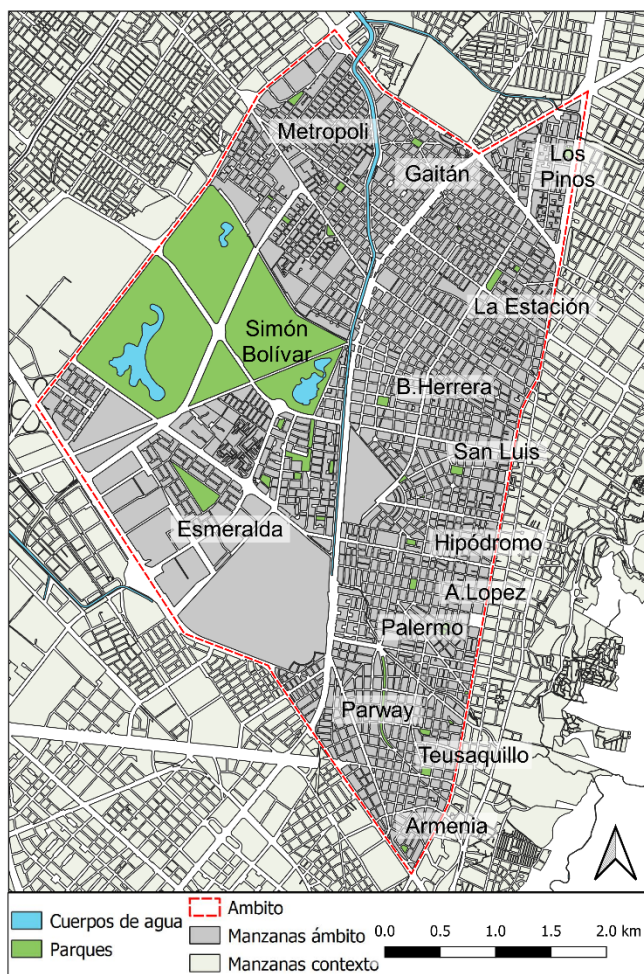 Metropoli
Gaitán
Los
Pinos
La Estación
Simón
Bolívar
B.Herrera
San Luis
Esmeralda
Hipódromo
A.Lopez
Palermo
Parway
Teusaquillo
Armenia
Cuerpos de agua
Parques
Ambito
Manzanas ámbito
Manzanas contexto
0.0 0.5 1.0 1.5 2.0 km